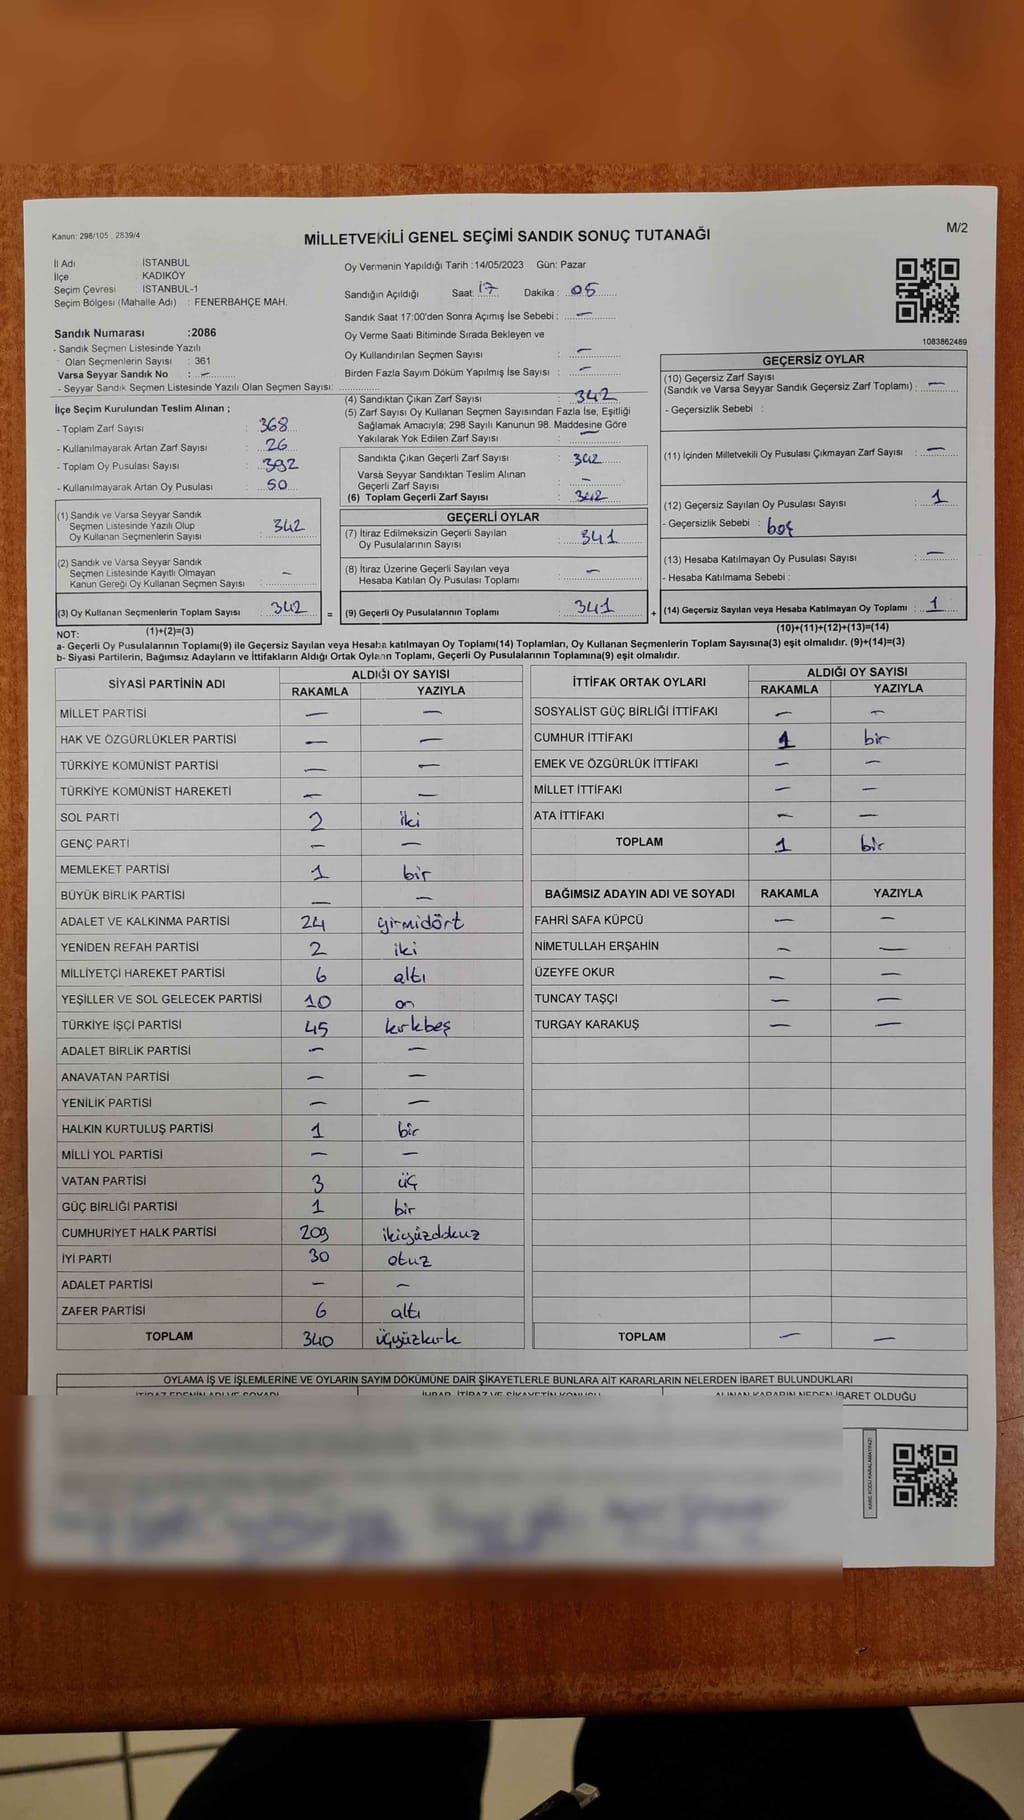 Kanun: 298/105 , 2839/4
MİLLETVEKİLİ GENEL SEÇİMİ SANDIK SONUÇ TUTANAĞI
M/2
İl Adı : İSTANBUL
İlçe : KADIKÖY
Seçim Çevresi : İSTANBUL-1
Seçim Bölgesi (Mahalle Adı) : FENERBAHÇE MAH.
Oy Vermenin Yapıldığı Tarih :14/05/2023 Gün: Pazar
Sandığın Açıldığı Saat: 17 Dakika : 05
Sandık Saat 17:00'den Sonra Açımış İse Sebebi : —
Oy Verme Saati Bitiminde Sırada Bekleyen ve
Oy Kullandırılan Seçmen Sayısı : —
Birden Fazla Sayım Döküm Yapılmış İse Sayısı : —
1083862489
Sandık Numarası :2086
- Sandık Seçmen Listesinde Yazılı
Olan Seçmenlerin Sayısı : 361
Varsa Seyyar Sandık No : —
- Seyyar Sandık Seçmen Listesinde Yazılı Olan Seçmen Sayısı:
İlçe Seçim Kurulundan Teslim Alınan ;
- Toplam Zarf Sayısı : 368
- Kullanılmayarak Artan Zarf Sayısı : 26
- Toplam Oy Pusulası Sayısı : 392
- Kullanılmayarak Artan Oy Pusulası : 50
(4) Sandıktan Çıkan Zarf Sayısı : 342
(5) Zarf Sayısı Oy Kullanan Seçmen Sayısından Fazla İse, Eşitliği
Sağlamak Amacıyla; 298 Sayılı Kanunun 98. Maddesine Göre
Yakılarak Yok Edilen Zarf Sayısı : —
Sandıkta Çıkan Geçerli Zarf Sayısı : 342
Varsa Seyyar Sandıktan Teslim Alınan
Geçerli Zarf Sayısı : —
(6) Toplam Geçerli Zarf Sayısı : 342
GEÇERSİZ OYLAR
(10) Geçersiz Zarf Sayısı
(Sandık ve Varsa Seyyar Sandık Geçersiz Zarf Toplamı) : —
- Geçersizlik Sebebi :
(11) İçinden Milletvekili Oy Pusulası Çıkmayan Zarf Sayısı : —
(12) Geçersiz Sayılan Oy Pusulası Sayısı : 1
- Geçersizlik Sebebi : boş
(13) Hesaba Katılmayan Oy Pusulası Sayısı : —
- Hesaba Katılmama Sebebi :
(14) Geçersiz Sayılan veya Hesaba Katılmayan Oy Toplamı : 1
(10)+(11)+(12)+(13)=(14)
(1) Sandık ve Varsa Seyyar Sandık
Seçmen Listesinde Yazılı Olup
Oy Kullanan Seçmenlerin Sayısı : 342
(2) Sandık ve Varsa Seyyar Sandık
Seçmen Listesinde Kayıtlı Olmayan
Kanun Gereği Oy Kullanan Seçmen Sayısı : —
(3) Oy Kullanan Seçmenlerin Toplam Sayısı : 342 =
(1)+(2)=(3)
GEÇERLİ OYLAR
(7) İtiraz Edilmeksizin Geçerli Sayılan
Oy Pusulalarının Sayısı : 341
(8) İtiraz Üzerine Geçerli Sayılan veya
Hesaba Katılan Oy Pusulası Toplamı : —
(9) Geçerli Oy Pusulalarının Toplamı : 341 +
NOT:
a- Geçerli Oy Pusulalarının Toplamı(9) ile Geçersiz Sayılan veya Hesaba katılmayan Oy Toplamı(14) Toplamları, Oy Kullanan Seçmenlerin Toplam Sayısına(3) eşit olmalıdır. (9)+(14)=(3)
b- Siyasi Partilerin, Bağımsız Adayların ve İttifakların Aldığı Ortak Oyların Toplamı, Geçerli Oy Pusulalarının Toplamına(9) eşit olmalıdır.
SİYASİ PARTİNİN ADI ALDIĞI OY SAYISI
RAKAMLA YAZIYLA
MİLLET PARTİSİ — —
HAK VE ÖZGÜRLÜKLER PARTİSİ — —
TÜRKİYE KOMÜNİST PARTİSİ — —
TÜRKİYE KOMÜNİST HAREKETİ — —
SOL PARTİ 2 iki
GENÇ PARTİ — —
MEMLEKET PARTİSİ 1 bir
BÜYÜK BİRLİK PARTİSİ — —
ADALET VE KALKINMA PARTİSİ 24 yirmidört
YENİDEN REFAH PARTİSİ 2 iki
MİLLİYETÇİ HAREKET PARTİSİ 6 altı
YEŞİLLER VE SOL GELECEK PARTİSİ 10 on
TÜRKİYE İŞÇİ PARTİSİ 45 kırkbeş
ADALET BİRLİK PARTİSİ — —
ANAVATAN PARTİSİ — —
YENİLİK PARTİSİ — —
HALKIN KURTULUŞ PARTİSİ 1 bir
MİLLİ YOL PARTİSİ — —
VATAN PARTİSİ 3 üç
GÜÇ BİRLİĞİ PARTİSİ 1 bir
CUMHURİYET HALK PARTİSİ 209 ikiyüzdokuz
İYİ PARTİ 30 otuz
ADALET PARTİSİ — —
ZAFER PARTİSİ 6 altı
TOPLAM 340 üçyüzkırk
İTTİFAK ORTAK OYLARI ALDIĞI OY SAYISI
RAKAMLA YAZIYLA
SOSYALİST GÜÇ BİRLİĞİ İTTİFAKI — —
CUMHUR İTTİFAKI 1 bir
EMEK VE ÖZGÜRLÜK İTTİFAKI — —
MİLLET İTTİFAKI — —
ATA İTTİFAKI — —
TOPLAM 1 bir
BAĞIMSIZ ADAYIN ADI VE SOYADI RAKAMLA YAZIYLA
FAHRİ SAFA KÜPCÜ — —
NİMETULLAH ERŞAHİN — —
ÜZEYFE OKUR — —
TUNCAY TAŞÇI — —
TURGAY KARAKUŞ — —
TOPLAM — —
OYLAMA İŞ VE İŞLEMLERİNE VE OYLARIN SAYIM DÖKÜMÜNE DAİR ŞİKAYETLERLE BUNLARA AİT KARARLARIN NELERDEN İBARET BULUNDUKLARI
İTİRAZ EDENİN ADI VE SOYADI İHBAR, İTİRAZ VE ŞİKAYETİN KONUSU ALINAN KARARIN NEDEN İBARET OLDUĞU
KARE KODU KARALAMAYINIZ!